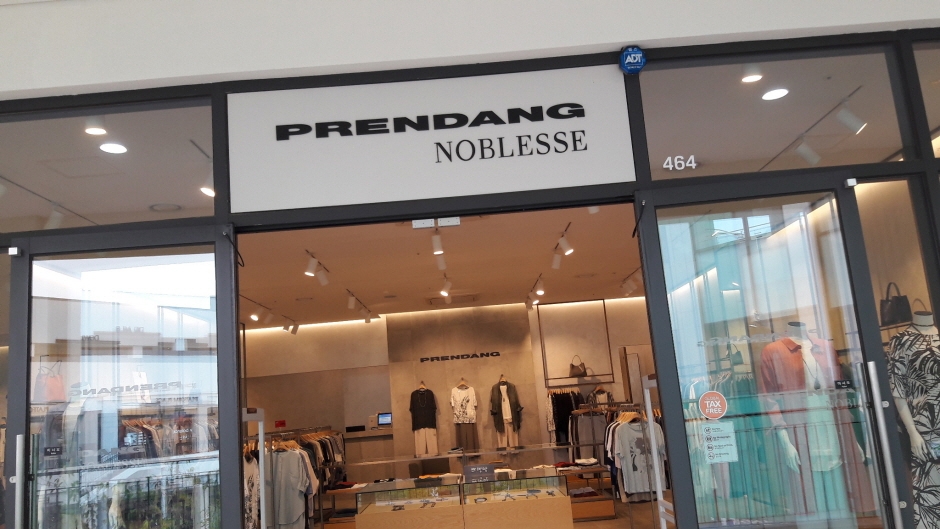 PRENDANG
NOBLESSE
ADT
464
PRENDANG
TAX
FREE